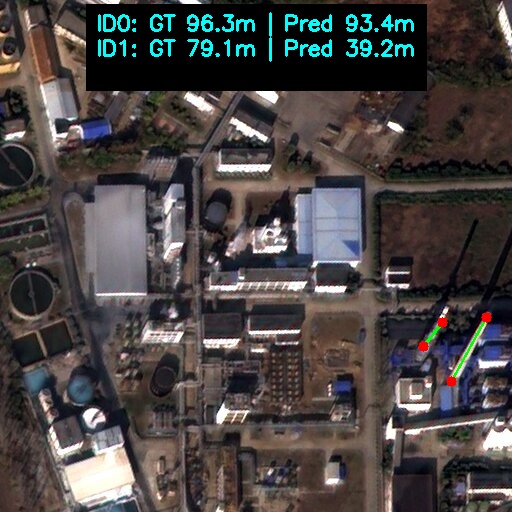 ID0: GT 96.3m | Pred 93.4m
ID1: GT 79.1m | Pred 39.2m